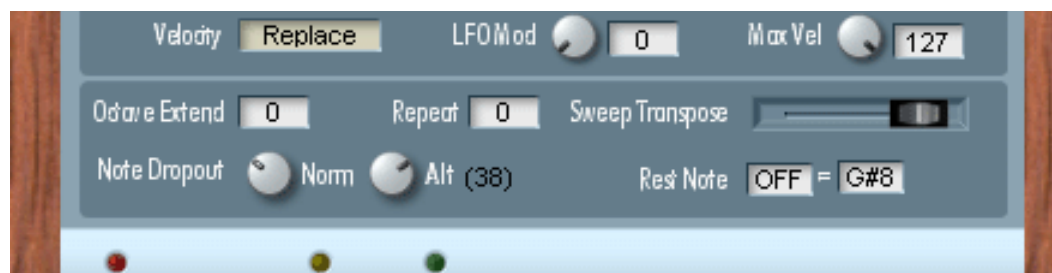 Velocity Replace LFO Mod 0 Max Vel 127
Octave Extend 0 Repeat 0 Sweep Transpose
Note Dropout Norm Alt (38) Rest Note OFF = G#8